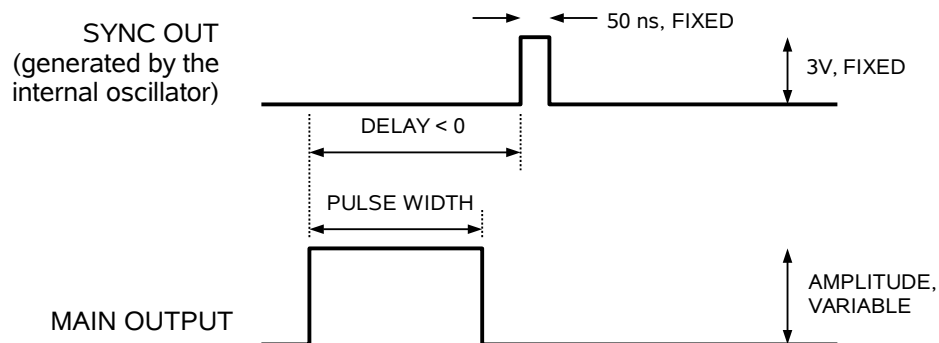 50 ns, FIXED
SYNC OUT
(generated by the
internal oscillator)
3V, FIXED
DELAY < 0
PULSE WIDTH
AMPLITUDE,
VARIABLE
MAIN OUTPUT